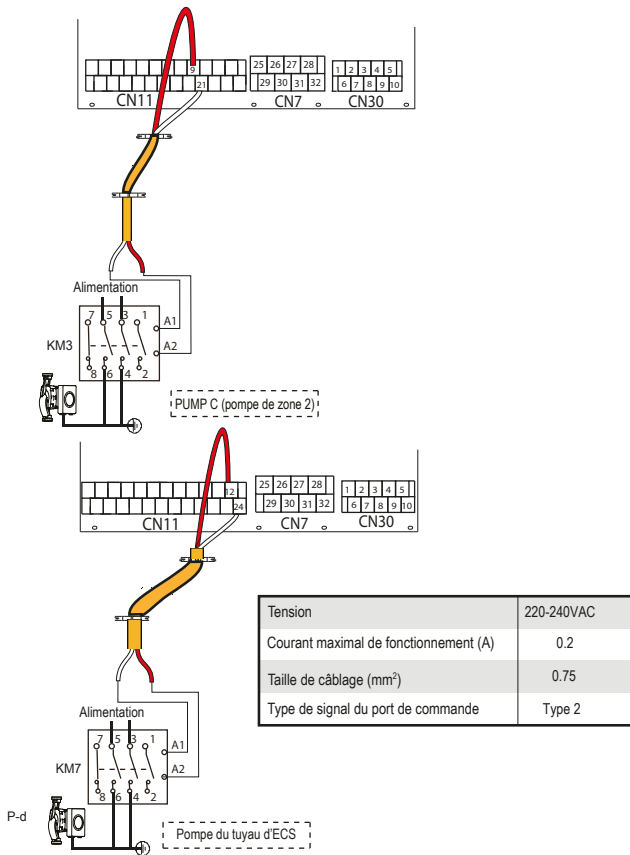 9
25 26 27 28
1 2 3 4 5
21
29 30 31 32
6 7 8 9 10
CN11
CN7
CN30
Alimentation
7 5 3 1
A1
KM3
A2
8 6 4 2
PUMP C (pompe de zone 2)
12
25 26 27 28
1 2 3 4 5
24
29 30 31 32
6 7 8 9 10
CN11
CN7
CN30
Tension 220-240VAC
Courant maximal de fonctionnement (A) 0.2
Taille de câblage (mm²) 0.75
Type de signal du port de commande Type 2
Alimentation
7 5 3 1
A1
KM7
A2
8 6 4 2
P-d
Pompe du tuyau d'ECS